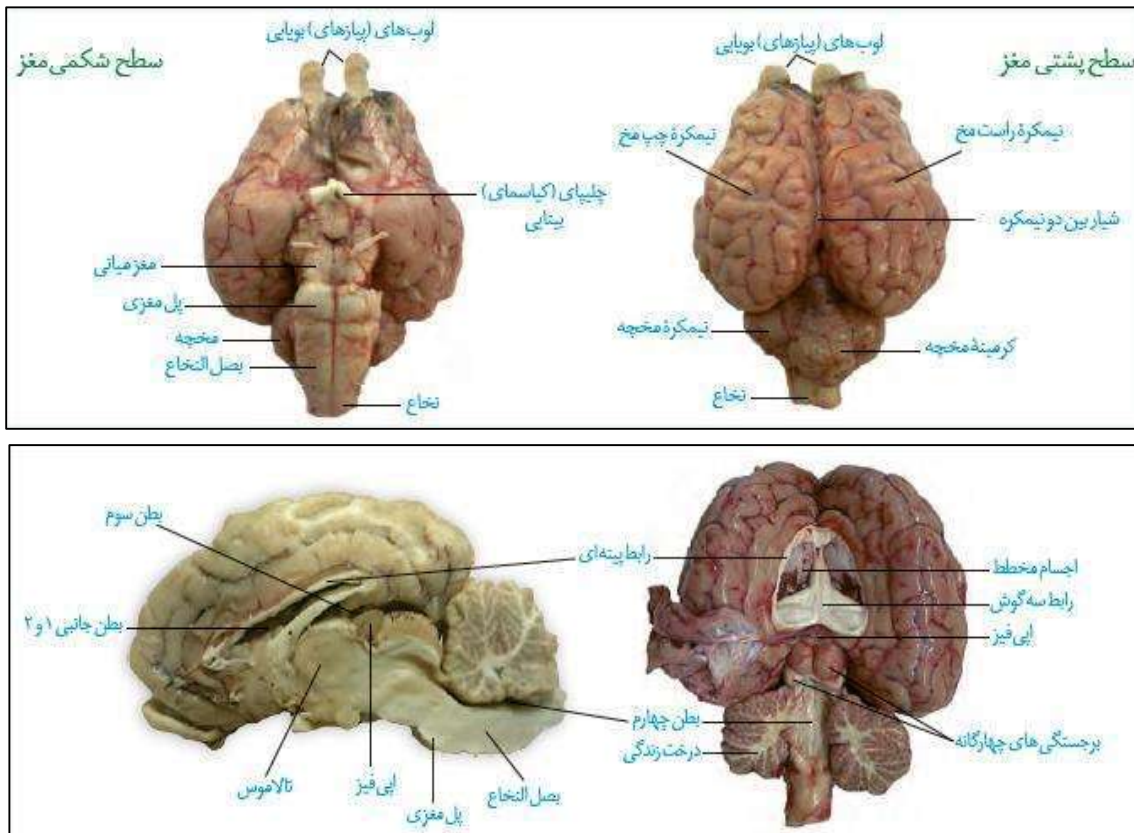 سطح پشتی مغز
لوب‌های (پیازهای) بویایی
نیمکرهٔ چپ مخ
نیمکرهٔ راست مخ
شیار بین دو نیمکره
نیمکرهٔ مخچه
کرمینهٔ مخچه
نخاع
سطح شکمی مغز
لوب‌های (پیازهای) بویایی
چلیپای (کیاسمای)
بینایی
مغز میانی
پل مغزی
مخچه
بصل النخاع
نخاع
رابط پینه‌ای
اجسام مخطط
رابط سه گوش
اپی فیز
بطن چهارم
درخت زندگی
برجستگی‌های چهارگانه
بطن سوم
بطن جانبی ۱ و ۲
تالاموس
اپی فیز
پل مغزی
بصل النخاع